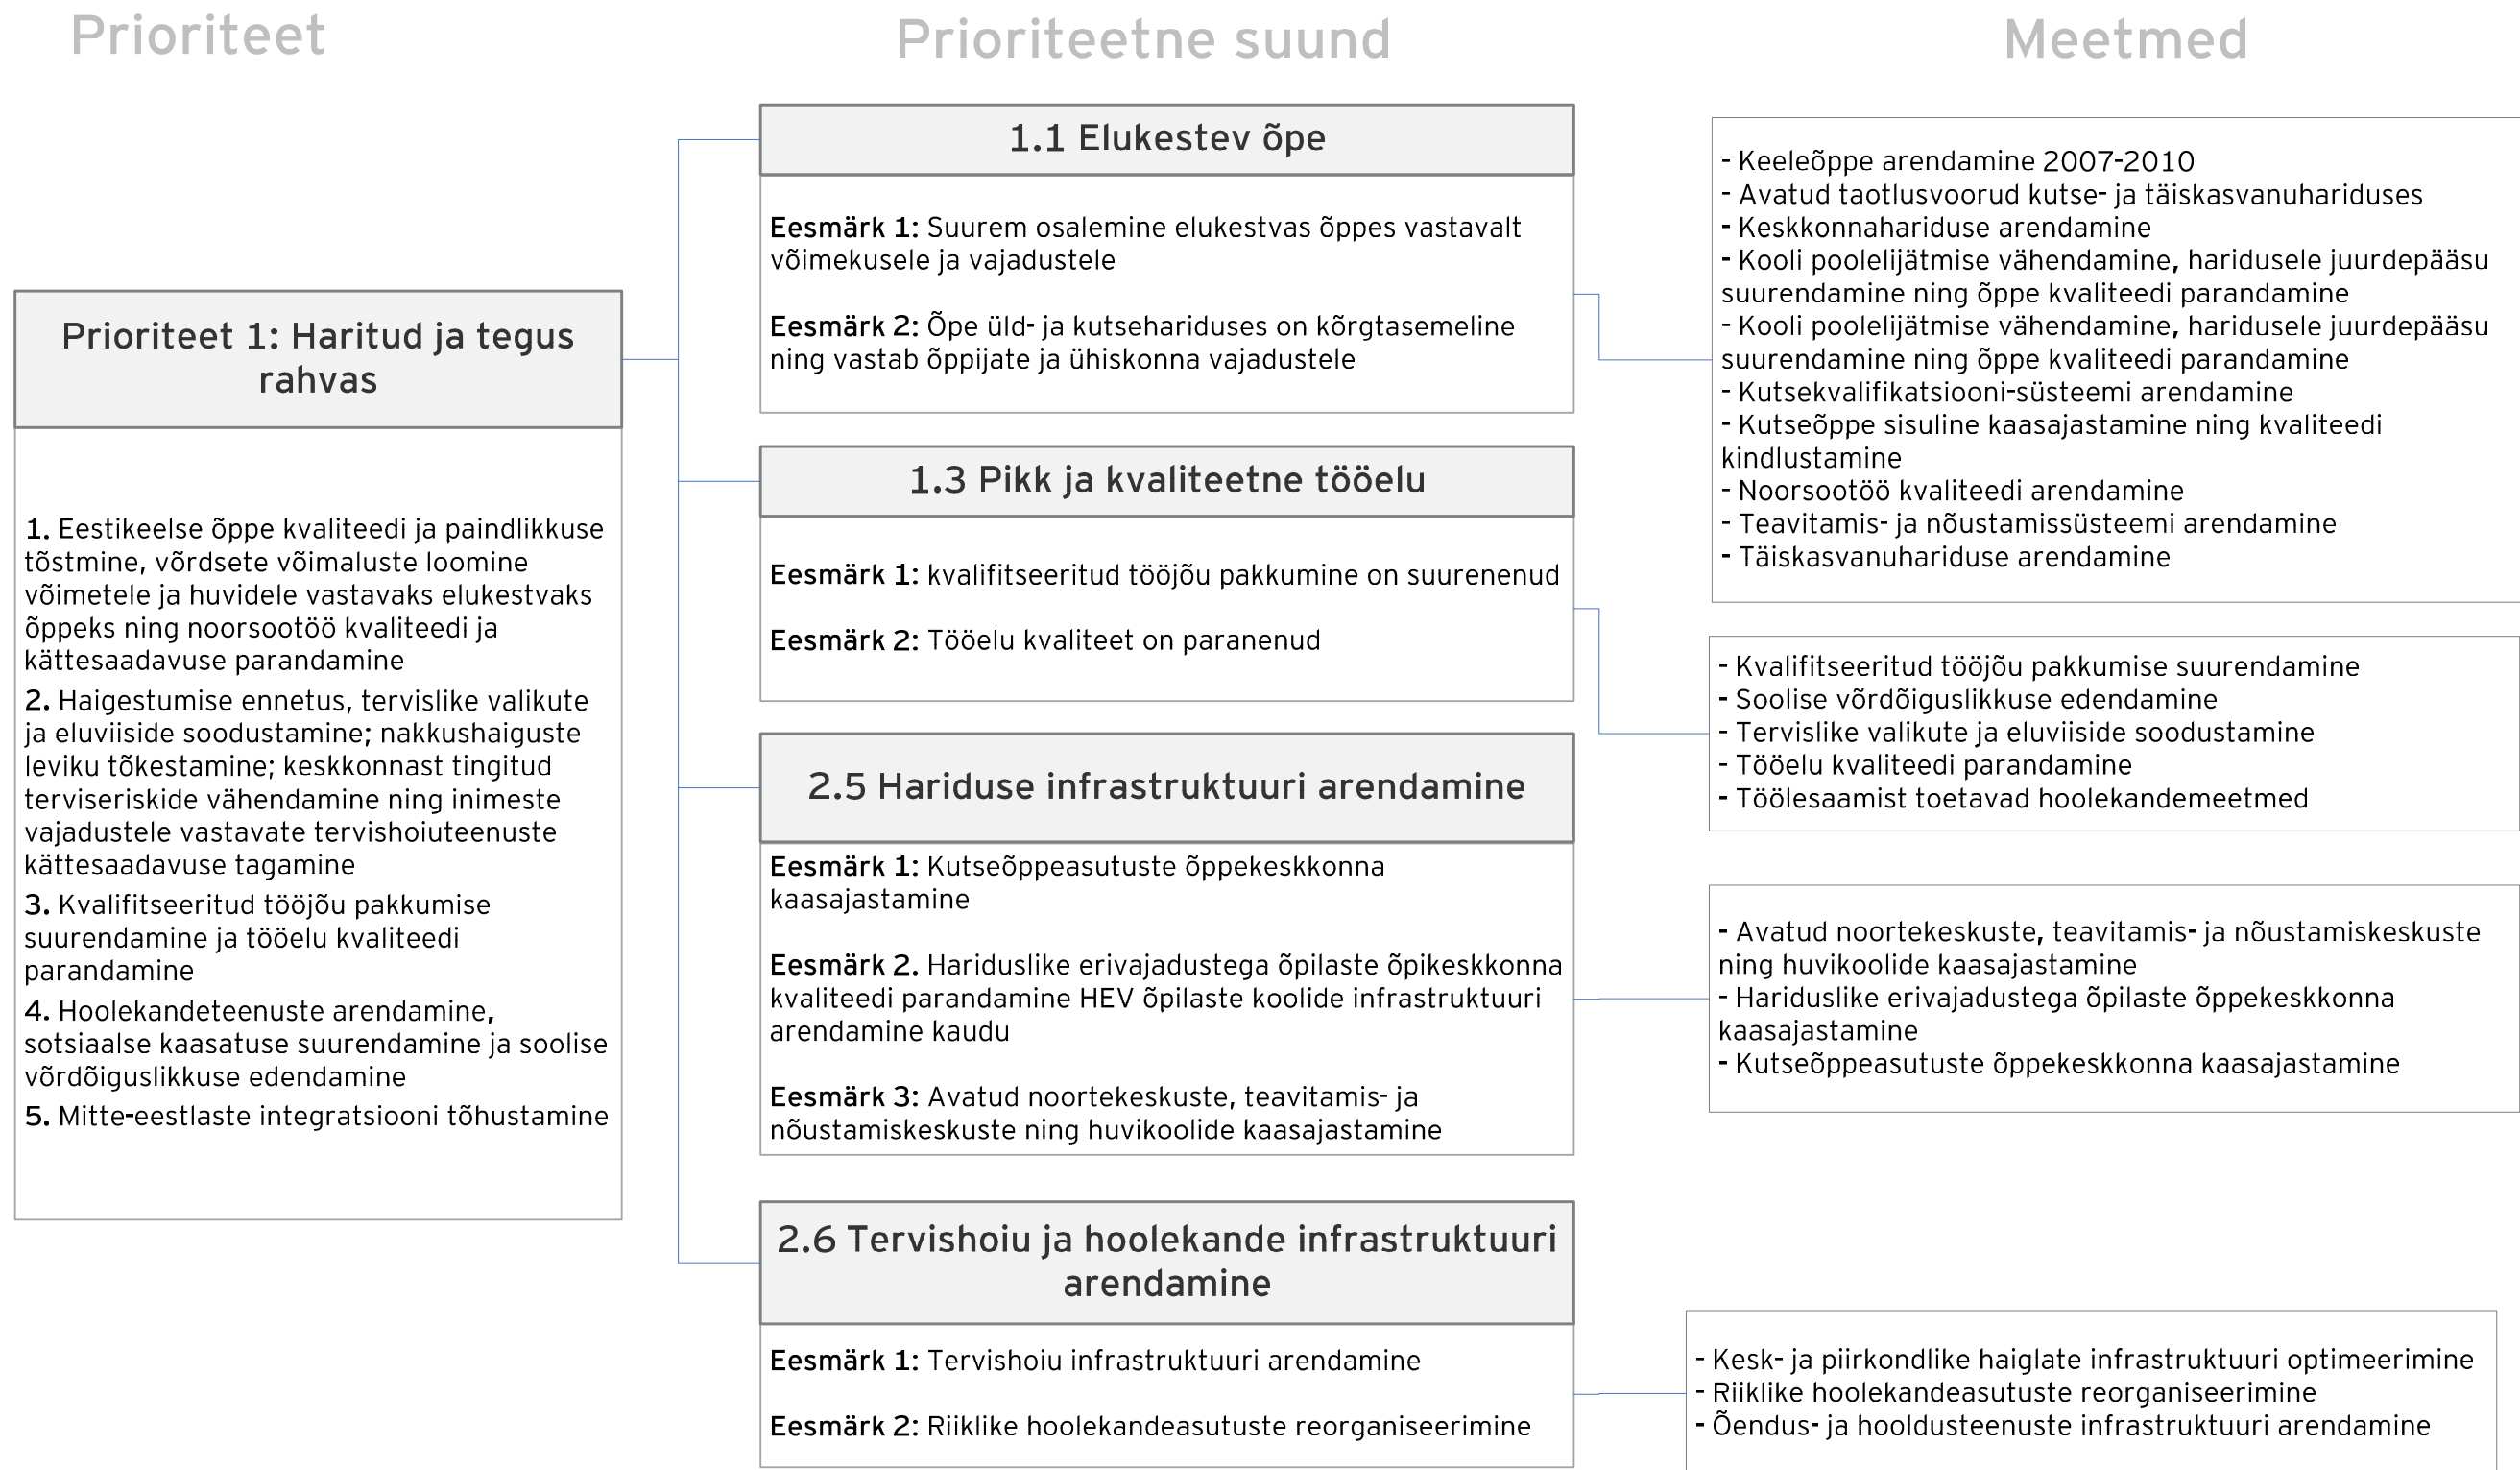 Prioriteet
Prioriteetne suund
Meetmed
Prioriteet 1: Haritud ja tegus
rahvas
1. Eestikeelse õppe kvaliteedi ja paindlikkuse
tõstmine, võrdsete võimaluste loomine
võimetele ja huvidele vastavaks elukestvaks
õppeks ning noorsootöö kvaliteedi ja
kättesaadavuse parandamine
2. Haigestumise ennetus, tervislike valikute
ja eluviiside soodustamine; nakkushaiguste
leviku tõkestamine; keskkonnast tingitud
terviseriskide vähendamine ning inimeste
vajadustele vastavate tervishoiuteenuste
kättesaadavuse tagamine
3. Kvalifitseeritud tööjõu pakkumise
suurendamine ja tööelu kvaliteedi
parandamine
4. Hoolekandeteenuste arendamine,
sotsiaalse kaasatuse suurendamine ja soolise
võrdõiguslikkuse edendamine
5. Mitte-eestlaste integratsiooni tõhustamine
1.1 Elukestev õpe
Eesmärk 1: Suurem osalemine elukestvas õppes vastavalt
võimekusele ja vajadustele
Eesmärk 2: Õpe üld- ja kutsehariduses on kõrgtasemeline
ning vastab õppijate ja ühiskonna vajadustele
1.3 Pikk ja kvaliteetne tööelu
Eesmärk 1: kvalifitseeritud tööjõu pakkumine on suurenenud
Eesmärk 2: Tööelu kvaliteet on paranenud
2.5 Hariduse infrastruktuuri arendamine
Eesmärk 1: Kutseõppeasutuste õppekeskkonna
kaasajastamine
Eesmärk 2. Hariduslike erivajadustega õpilaste õpikeskkonna
kvaliteedi parandamine HEV õpilaste koolide infrastruktuuri
arendamine kaudu
Eesmärk 3: Avatud noortekeskuste, teavitamis- ja
nõustamiskeskuste ning huvikoolide kaasajastamine
2.6 Tervishoiu ja hoolekande infrastruktuuri
arendamine
Eesmärk 1: Tervishoiu infrastruktuuri arendamine
Eesmärk 2: Riiklike hoolekandeasutuste reorganiseerimine
- Keeleõppe arendamine 2007-2010
- Avatud taotlusvoorud kutse- ja täiskasvanuhariduses
- Keskkonnahariduse arendamine
- Kooli poolelijätmise vähendamine, haridusele juurdepääsu
suurendamine ning õppe kvaliteedi parandamine
- Kooli poolelijätmise vähendamine, haridusele juurdepääsu
suurendamine ning õppe kvaliteedi parandamine
- Kutsekvalifikatsiooni-süsteemi arendamine
- Kutseõppe sisuline kaasajastamine ning kvaliteedi
kindlustamine
- Noorsootöö kvaliteedi arendamine
- Teavitamis- ja nõustamissüsteemi arendamine
- Täiskasvanuhariduse arendamine
- Kvalifitseeritud tööjõu pakkumise suurendamine
- Soolise võrdõiguslikkuse edendamine
- Tervislike valikute ja eluviiside soodustamine
- Tööelu kvaliteedi parandamine
- Töölesaamist toetavad hoolekandemeetmed
- Avatud noortekeskuste, teavitamis- ja nõustamiskeskuste
ning huvikoolide kaasajastamine
- Hariduslike erivajadustega õpilaste õppekeskkonna
kaasajastamine
- Kutseõppeasutuste õppekeskkonna kaasajastamine
- Kesk- ja piirkondlike haiglate infrastruktuuri optimeerimine
- Riiklike hoolekandeasutuste reorganiseerimine
- Õendus- ja hooldusteenuste infrastruktuuri arendamine